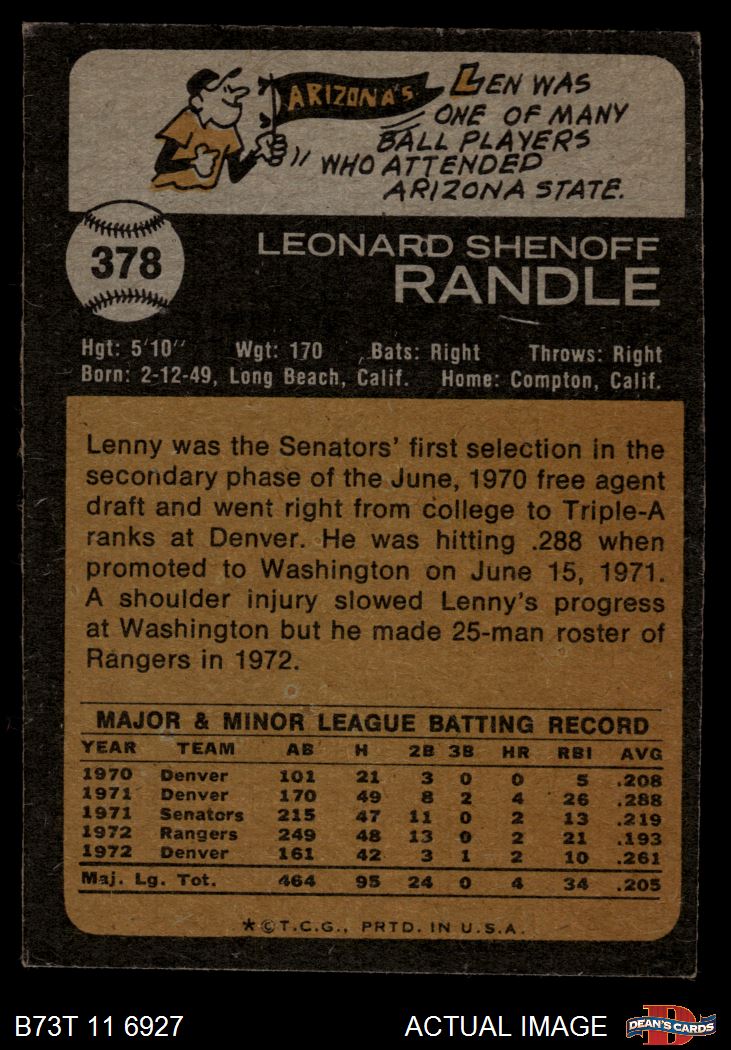 ARIZONA'S
LEN WAS
ONE OF MANY
BALL PLAYERS
WHO ATTENDED
ARIZONA STATE.
378
LEONARD SHENOFF
RANDLE
Hgt: 5'10" Wgt: 170 Bats: Right Throws: Right
Born: 2-12-49, Long Beach, Calif. Home: Compton, Calif.
Lenny was the Senators' first selection in the
secondary phase of the June, 1970 free agent
draft and went right from college to Triple-A
ranks at Denver. He was hitting .288 when
promoted to Washington on June 15, 1971.
A shoulder injury slowed Lenny's progress
at Washington but he made 25-man roster of
Rangers in 1972.
MAJOR & MINOR LEAGUE BATTING RECORD
YEAR TEAM AB H 2B 3B HR RBI AVG
1970 Denver 101 21 3 0 0 5 .208
1971 Denver 170 49 8 2 4 26 .288
1971 Senators 215 47 11 0 2 13 .219
1972 Rangers 249 48 13 0 2 21 .193
1972 Denver 161 42 3 1 2 10 .261
Maj. Lg. Tot. 464 95 24 0 4 34 .205
*©T.C.G., PRTD. IN U.S.A.
B73T 11 6927 ACTUAL IMAGE DEAN'S CARDS